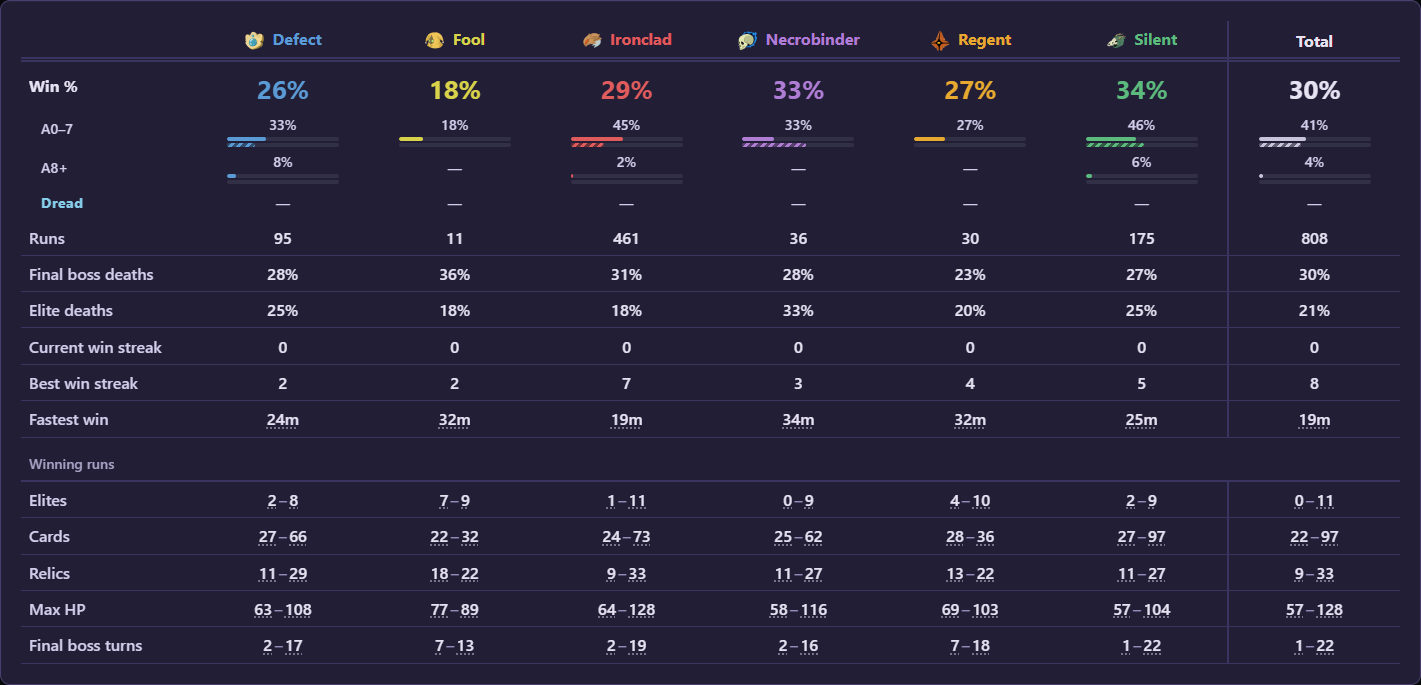 Defect Fool Ironclad Necrobinder Regent Silent Total
Win % 26% 18% 29% 33% 27% 34% 30%
A0–7 33% 18% 45% 33% 27% 46% 41%
A8+ 8% — 2% — — 6% 4%
Dread — — — — — — —
Runs 95 11 461 36 30 175 808
Final boss deaths 28% 36% 31% 28% 23% 27% 30%
Elite deaths 25% 18% 18% 33% 20% 25% 21%
Current win streak 0 0 0 0 0 0 0
Best win streak 2 2 7 3 4 5 8
Fastest win 24m 32m 19m 34m 32m 25m 19m
Winning runs
Elites 2–8 7–9 1–11 0–9 4–10 2–9 0–11
Cards 27–66 22–32 24–73 25–62 28–36 27–97 22–97
Relics 11–29 18–22 9–33 11–27 13–22 11–27 9–33
Max HP 63–108 77–89 64–128 58–116 69–103 57–104 57–128
Final boss turns 2–17 7–13 2–19 2–16 7–18 1–22 1–22